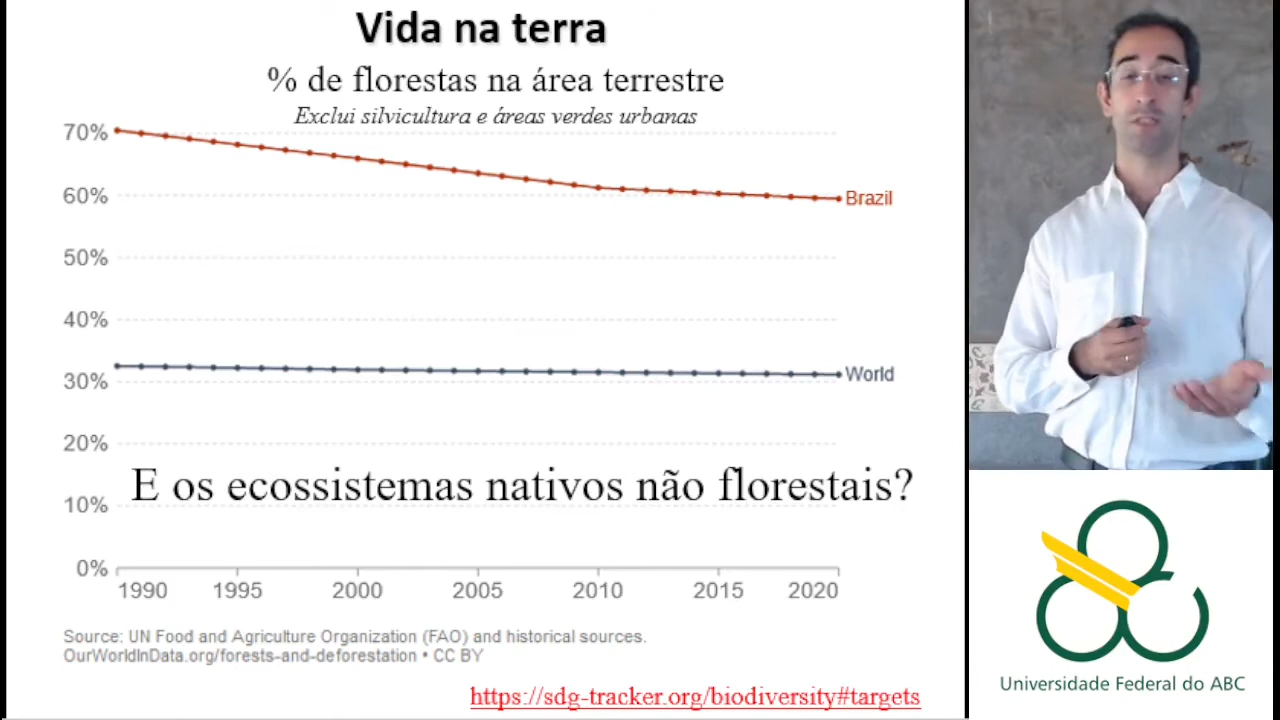 Vida na terra
% de florestas na área terrestre
Exclui silvicultura e áreas verdes urbanas
70%
60%
Brazil
50%
40%
30%
World
20%
E os ecossistemas nativos não florestais?
10%
0%
1990 1995 2000 2005 2010 2015 2020
Source: UN Food and Agriculture Organization (FAO) and historical sources.
OurWorldInData.org/forests-and-deforestation • CC BY
https://sdg-tracker.org/biodiversity#targets
Universidade Federal do ABC